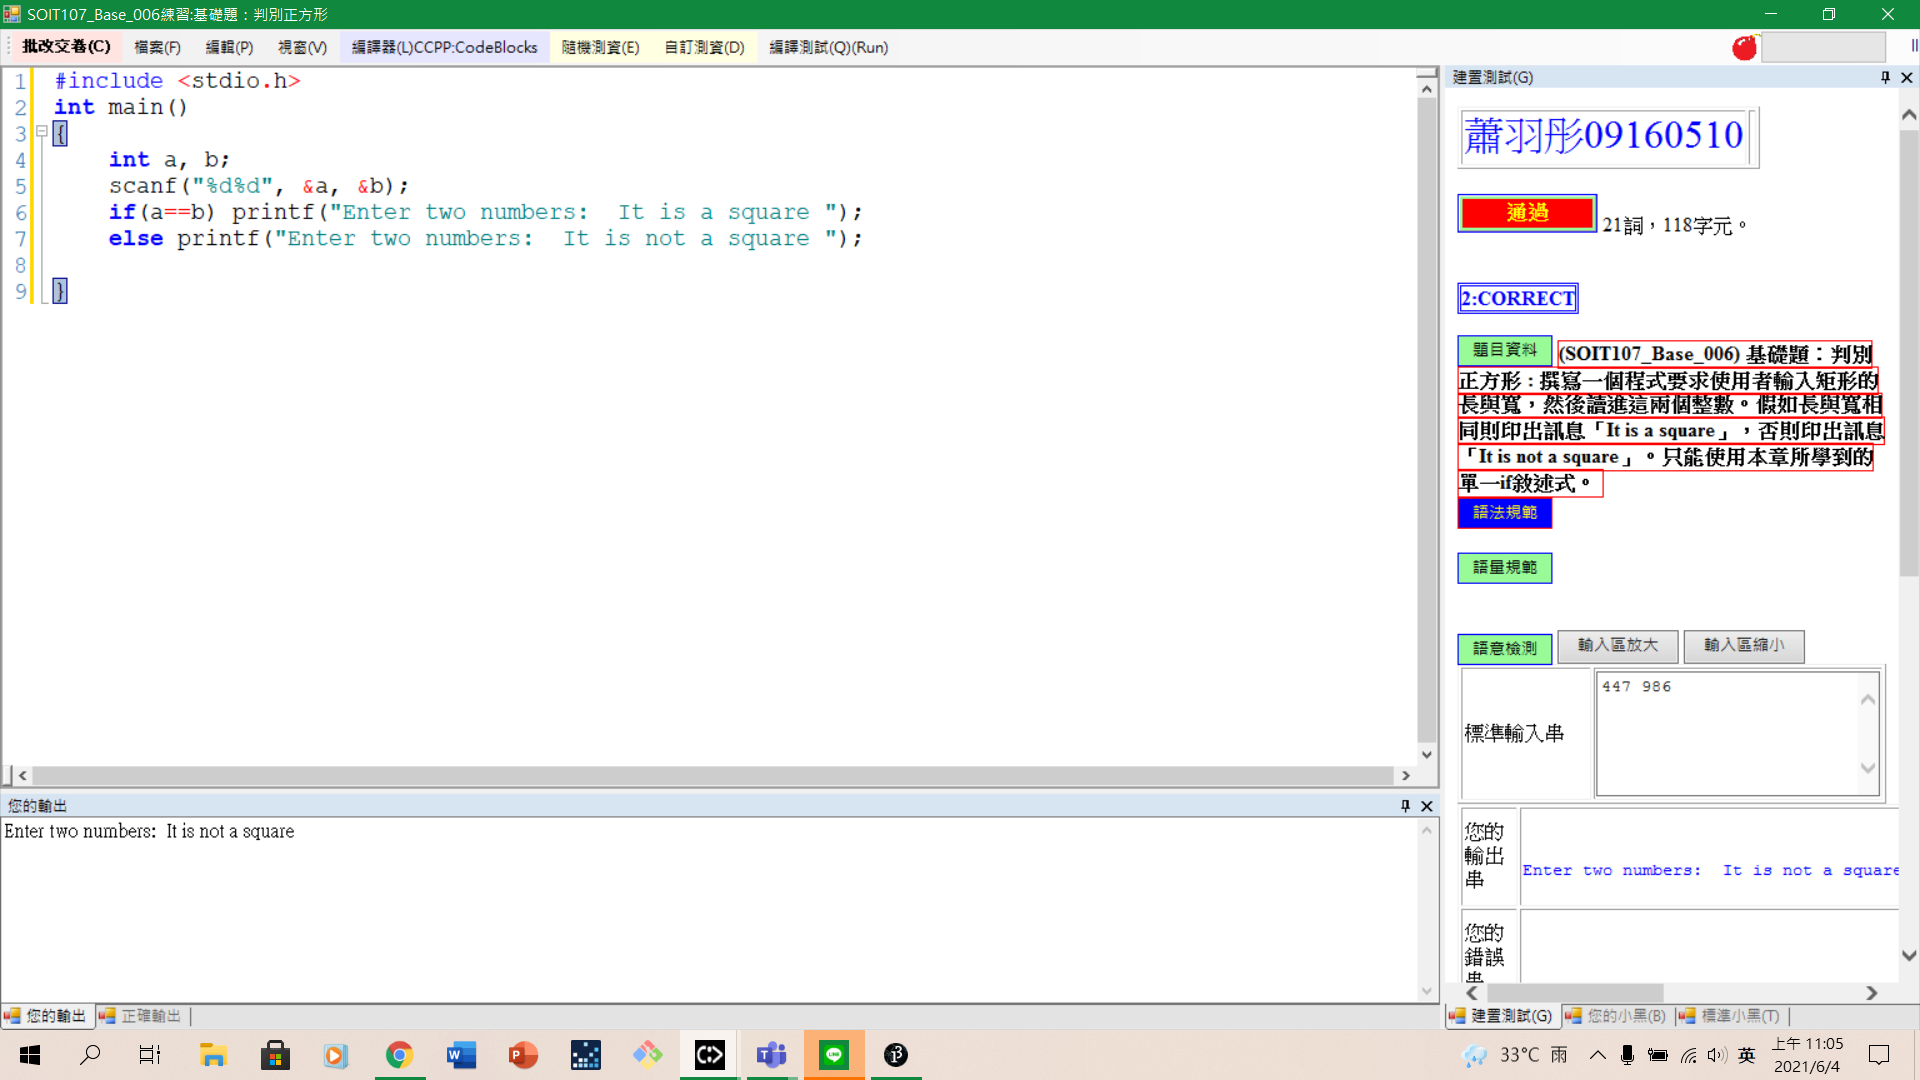 SOIT107_Base_006練習:基礎題：判別正方形
批改交卷(C) 檔案(F) 編輯(P) 視窗(V) 編譯器(L)CCPP:CodeBlocks 隨機測資(E) 自訂測資(D) 編譯測試(Q)(Run)
1 #include <stdio.h>
2 int main()
3 {
4 int a, b;
5 scanf("%d%d", &a, &b);
6 if(a==b) printf("Enter two numbers:  It is a square ");
7 else printf("Enter two numbers:  It is not a square ");
8
9 }
您的輸出
Enter two numbers:  It is not a square
您的輸出 正確輸出
建置測試(G)
蕭羽彤09160510
通過 21詞，118字元。
2:CORRECT
題目資料 (SOIT107_Base_006) 基礎題：判別
正方形 : 撰寫一個程式要求使用者輸入矩形的
長與寬，然後讀進這兩個整數。假如長與寬相
同則印出訊息「It is a square」，否則印出訊息
「It is not a square」。只能使用本章所學到的
單一if敘述式。
語法規範
語量規範
語意檢測 輸入區放大 輸入區縮小
標準輸入串 447 986
您的
輸出
串
Enter two numbers:  It is not a square
您的
錯誤
串
建置測試(G) 您的小黑(B) 標準小黑(T)
33°C 雨 英 上午 11:05
2021/6/4